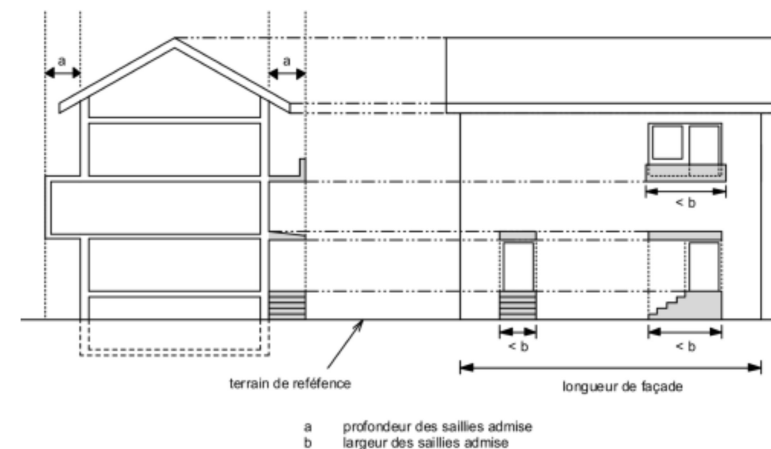 a
a
< b
< b
< b
terrain de reféfence
longueur de façade
a profondeur des saillies admise
b largeur des saillies admise